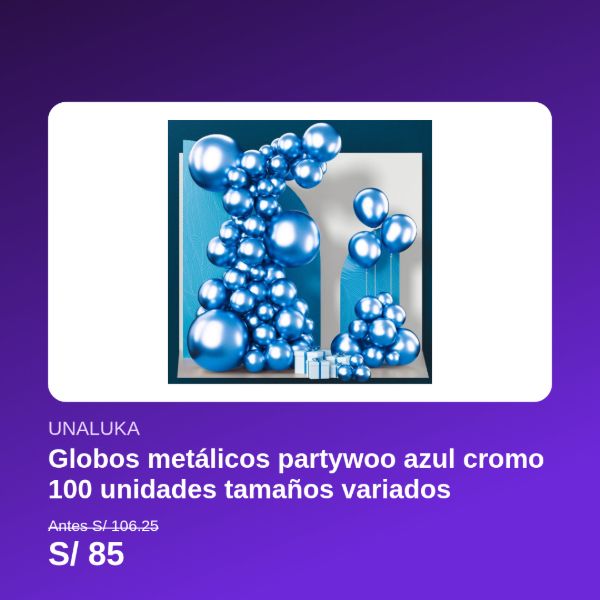 UNALUKA
Globos metálicos partywoo azul cromo
100 unidades tamaños variados
Antes S/ 106.25
S/ 85